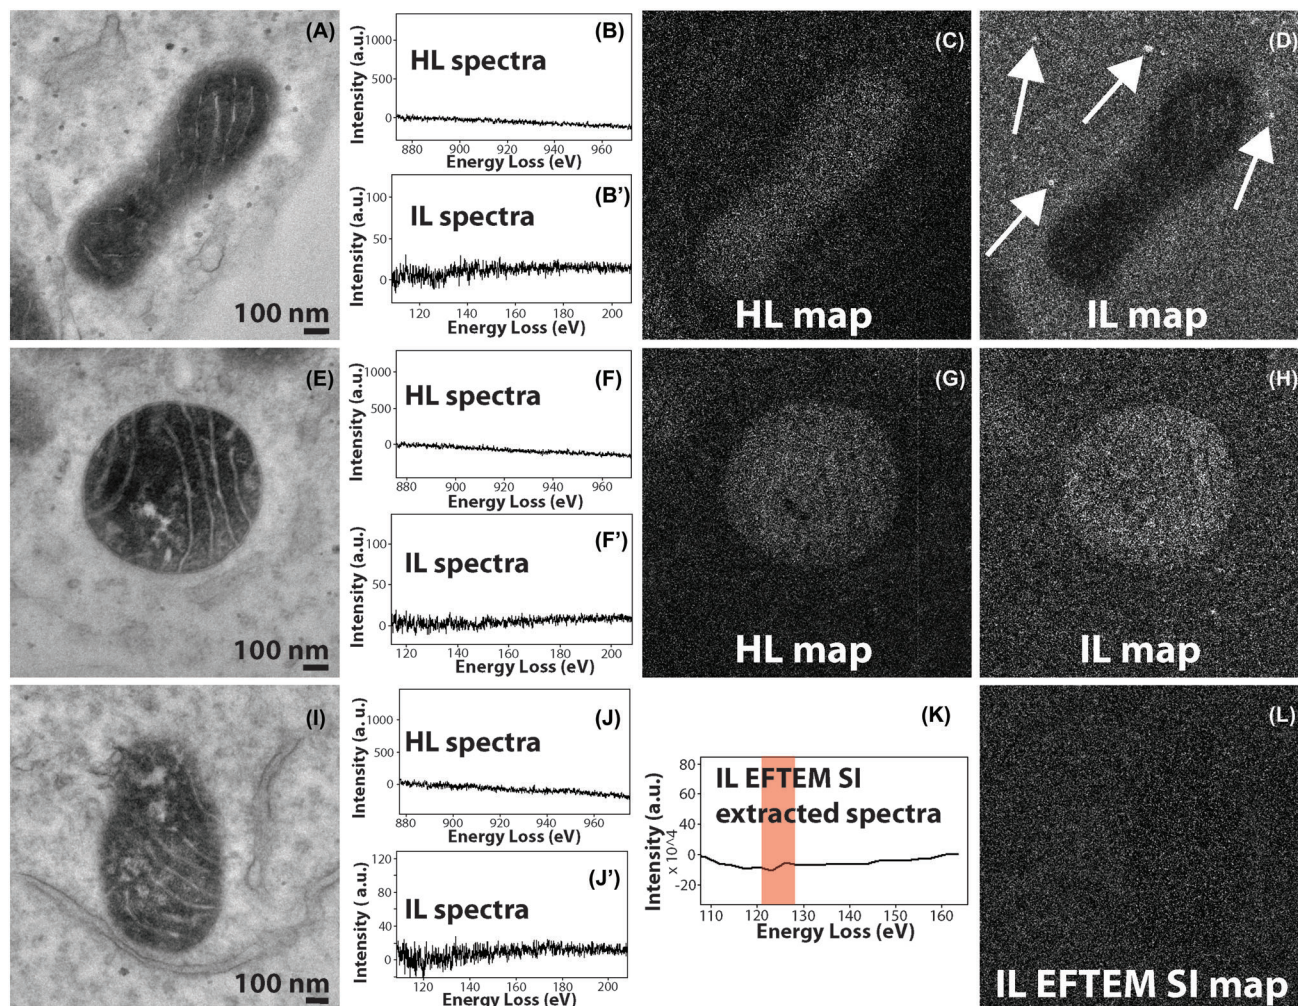 (A)
100 nm
(B)
HL spectra
Intensity (a.u.)
1000
500
0
880 900 920 940 960
Energy Loss (eV)
(B')
IL spectra
Intensity (a.u.)
100
50
0
120 140 160 180 200
Energy Loss (eV)
(C)
HL map
(D)
IL map
(E)
100 nm
(F)
HL spectra
Intensity (a.u.)
1000
500
0
880 900 920 940 960
Energy Loss (eV)
(F')
IL spectra
Intensity (a.u.)
100
50
0
120 140 160 180 200
Energy Loss (eV)
(G)
HL map
(H)
IL map
(I)
100 nm
(J)
HL spectra
Intensity (a. u.)
1000
500
0
880 900 920 940 960
Energy Loss (eV)
(J')
IL spectra
Intensity ( a.u.)
120
80
40
0
120 140 160 180 200
Energy Loss (eV)
(K)
IL EFTEM SI
extracted spectra
Intensity (a.u.)
x 10^4
80
60
40
20
0
-20
110 120 130 140 150 160
Energy Loss (eV)
(L)
IL EFTEM SI map